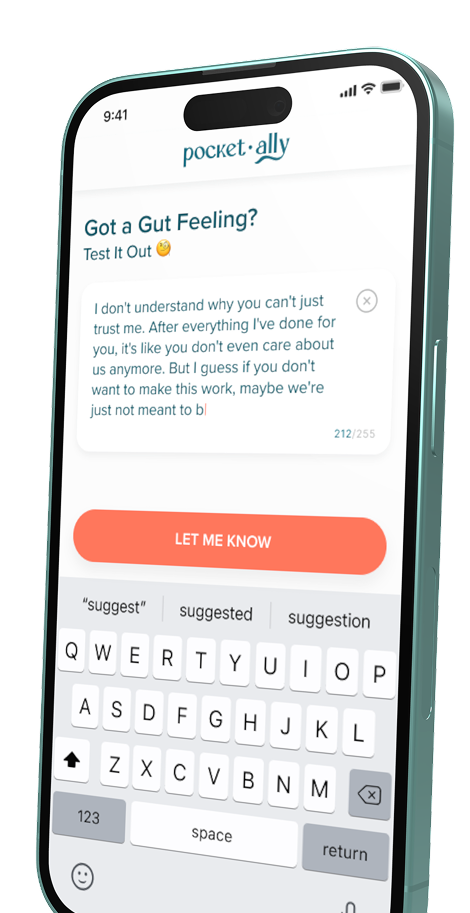 9:41
pocket·ally
Got a Gut Feeling?
Test It Out
I don't understand why you can't just
trust me. After everything I've done for
you, it's like you don't even care about
us anymore. But I guess if you don't
want to make this work, maybe we're
just not meant to b
212/255
LET ME KNOW
"suggest" suggested suggestion
Q W E R T Y U I O P
A S D F G H J K L
Z X C V B N M
123 space return